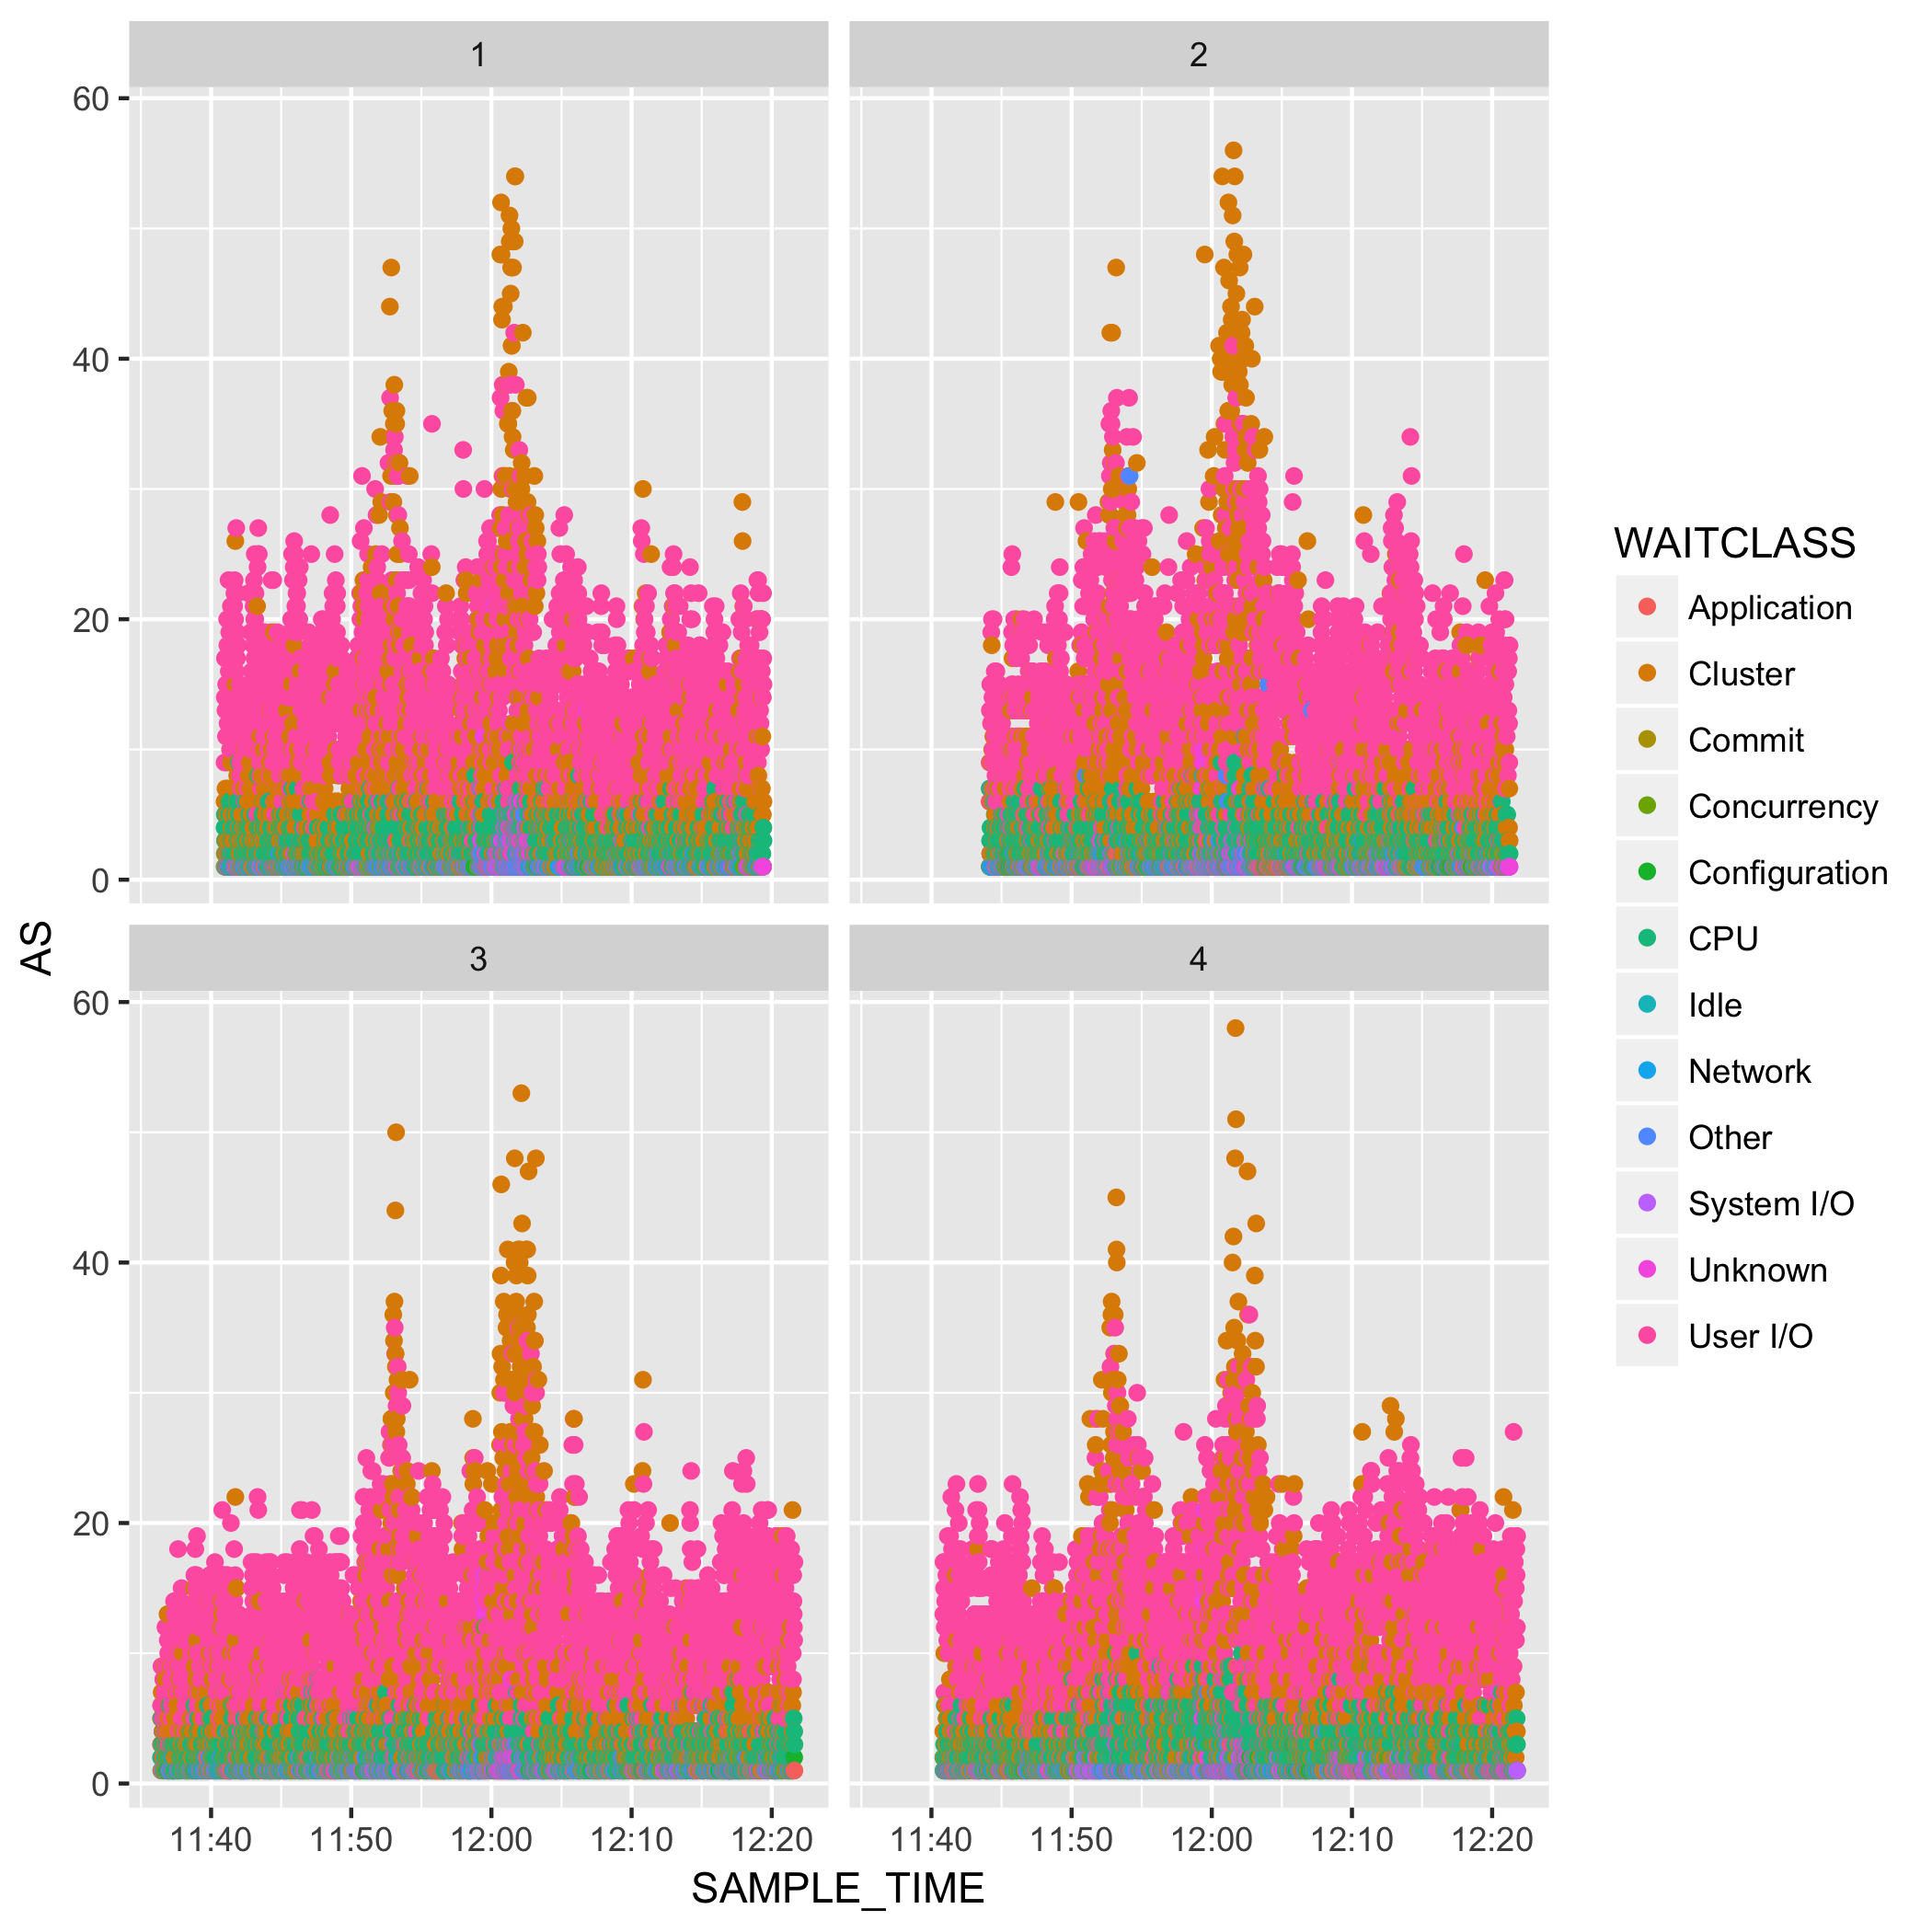 1
2
60
40
20
0
AS
3
4
60
40
20
0
11:40 11:50 12:00 12:10 12:20
11:40 11:50 12:00 12:10 12:20
SAMPLE_TIME
WAITCLASS
Application
Cluster
Commit
Concurrency
Configuration
CPU
Idle
Network
Other
System I/O
Unknown
User I/O